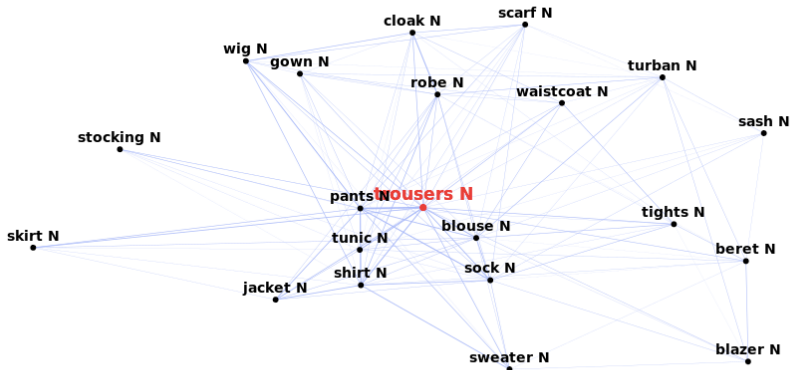 scarf N
cloak N
wig N
gown N
turban N
robe N
waistcoat N
sash N
stocking N
pants N
trousers N
tights N
blouse N
skirt N
tunic N
beret N
sock N
shirt N
jacket N
blazer N
sweater N